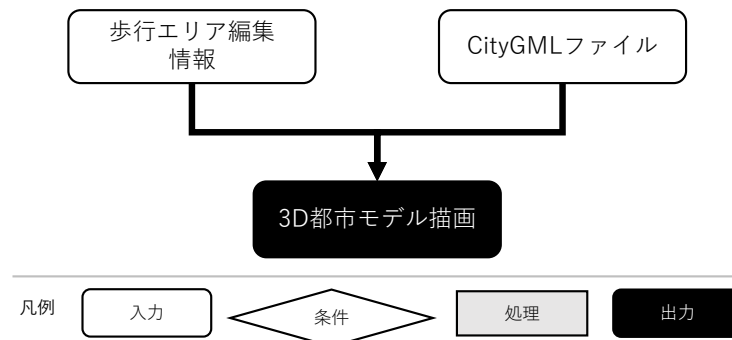 歩行エリア編集
情報
CityGMLファイル
3D都市モデル描画
凡例
入力
条件
処理
出力